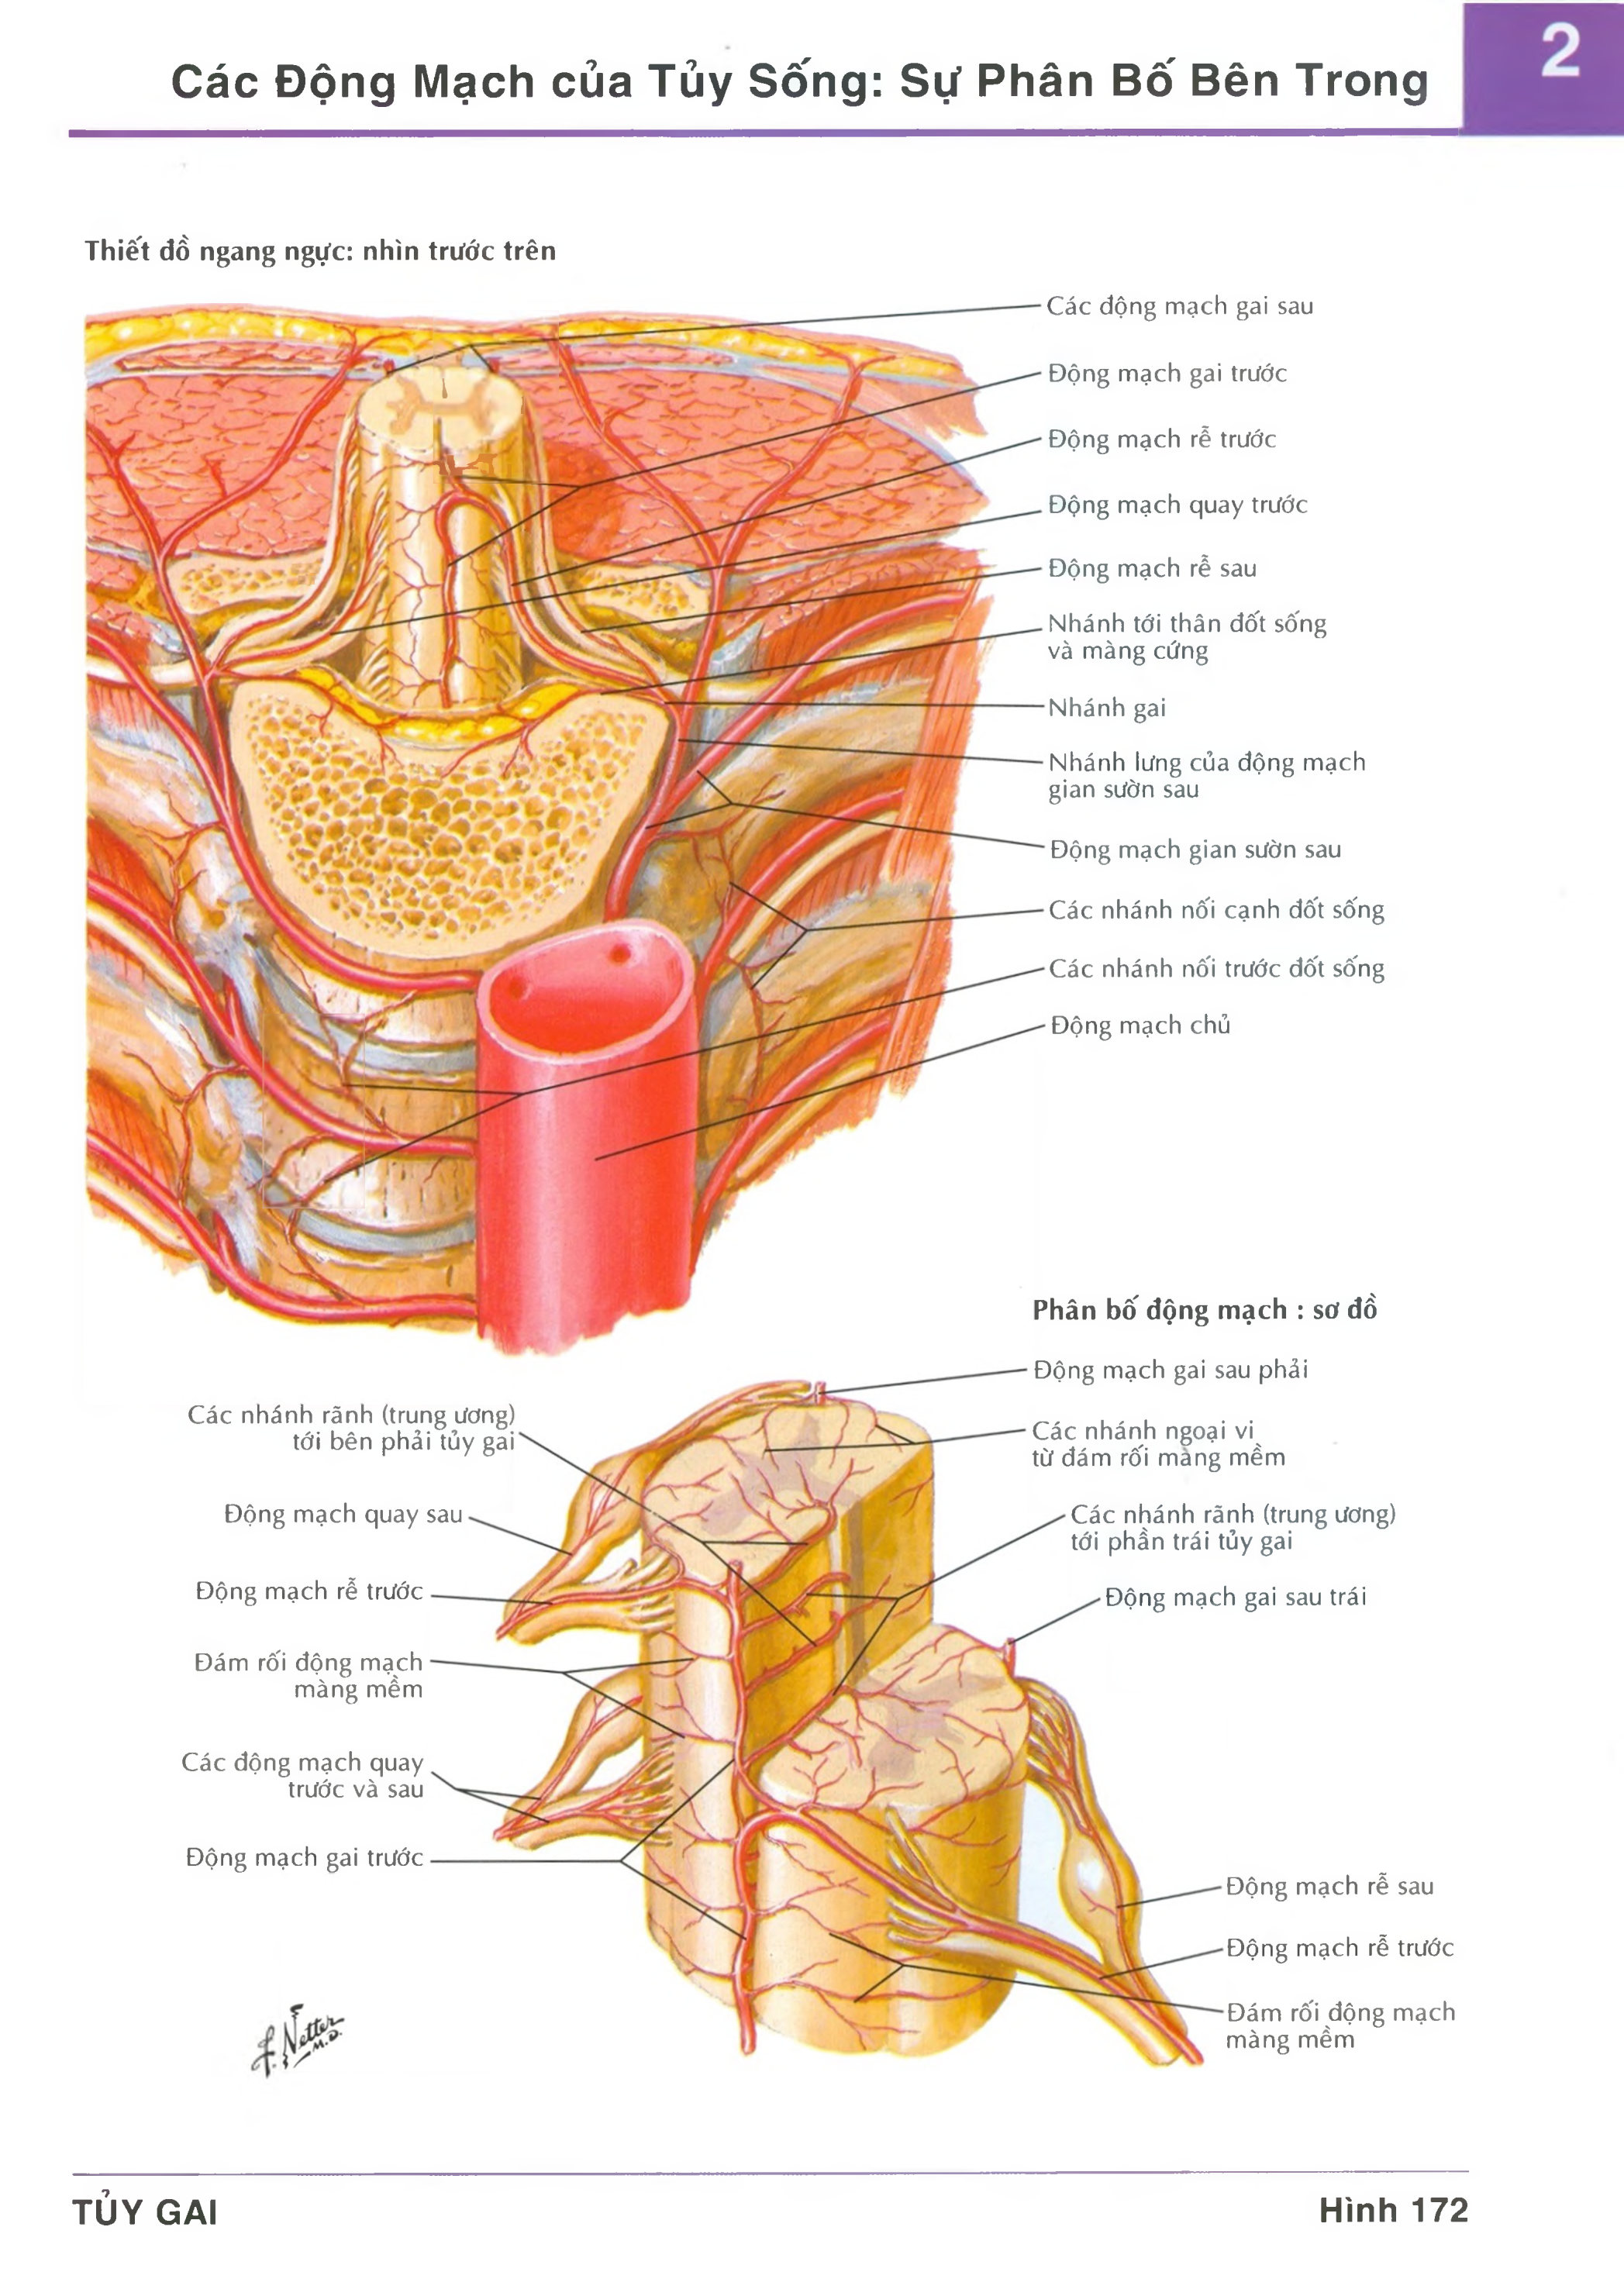 Các Động Mạch của Tủy Sống: Sự Phân Bố Bên Trong
2
Thiết đồ ngang ngực: nhìn trước trên
Các động mạch gai sau
Động mạch gai trước
Động mạch rễ trước
Động mạch quay trước
Động mạch rễ sau
Nhánh tới thân đốt sống
và màng cứng
Nhánh gai
Nhánh lưng của động mạch
gian sườn sau
Động mạch gian sườn sau
Các nhánh nối cạnh đốt sống
Các nhánh nối trước đốt sống
Động mạch chủ
Phân bố động mạch : sơ đồ
Động mạch gai sau phải
Các nhánh ngoại vi
từ đám rối màng mềm
Các nhánh rãnh (trung ương)
tới phần trái tủy gai
Động mạch gai sau trái
Các nhánh rãnh (trung ương)
tới bên phải tủy gai
Động mạch quay sau
Động mạch rễ trước
Đám rối động mạch
màng mềm
Các động mạch quay
trước và sau
Động mạch gai trước
Động mạch rễ sau
Động mạch rễ trước
Đám rối động mạch
màng mềm
F. Netter
M.D.
TỦY GAI
Hình 172